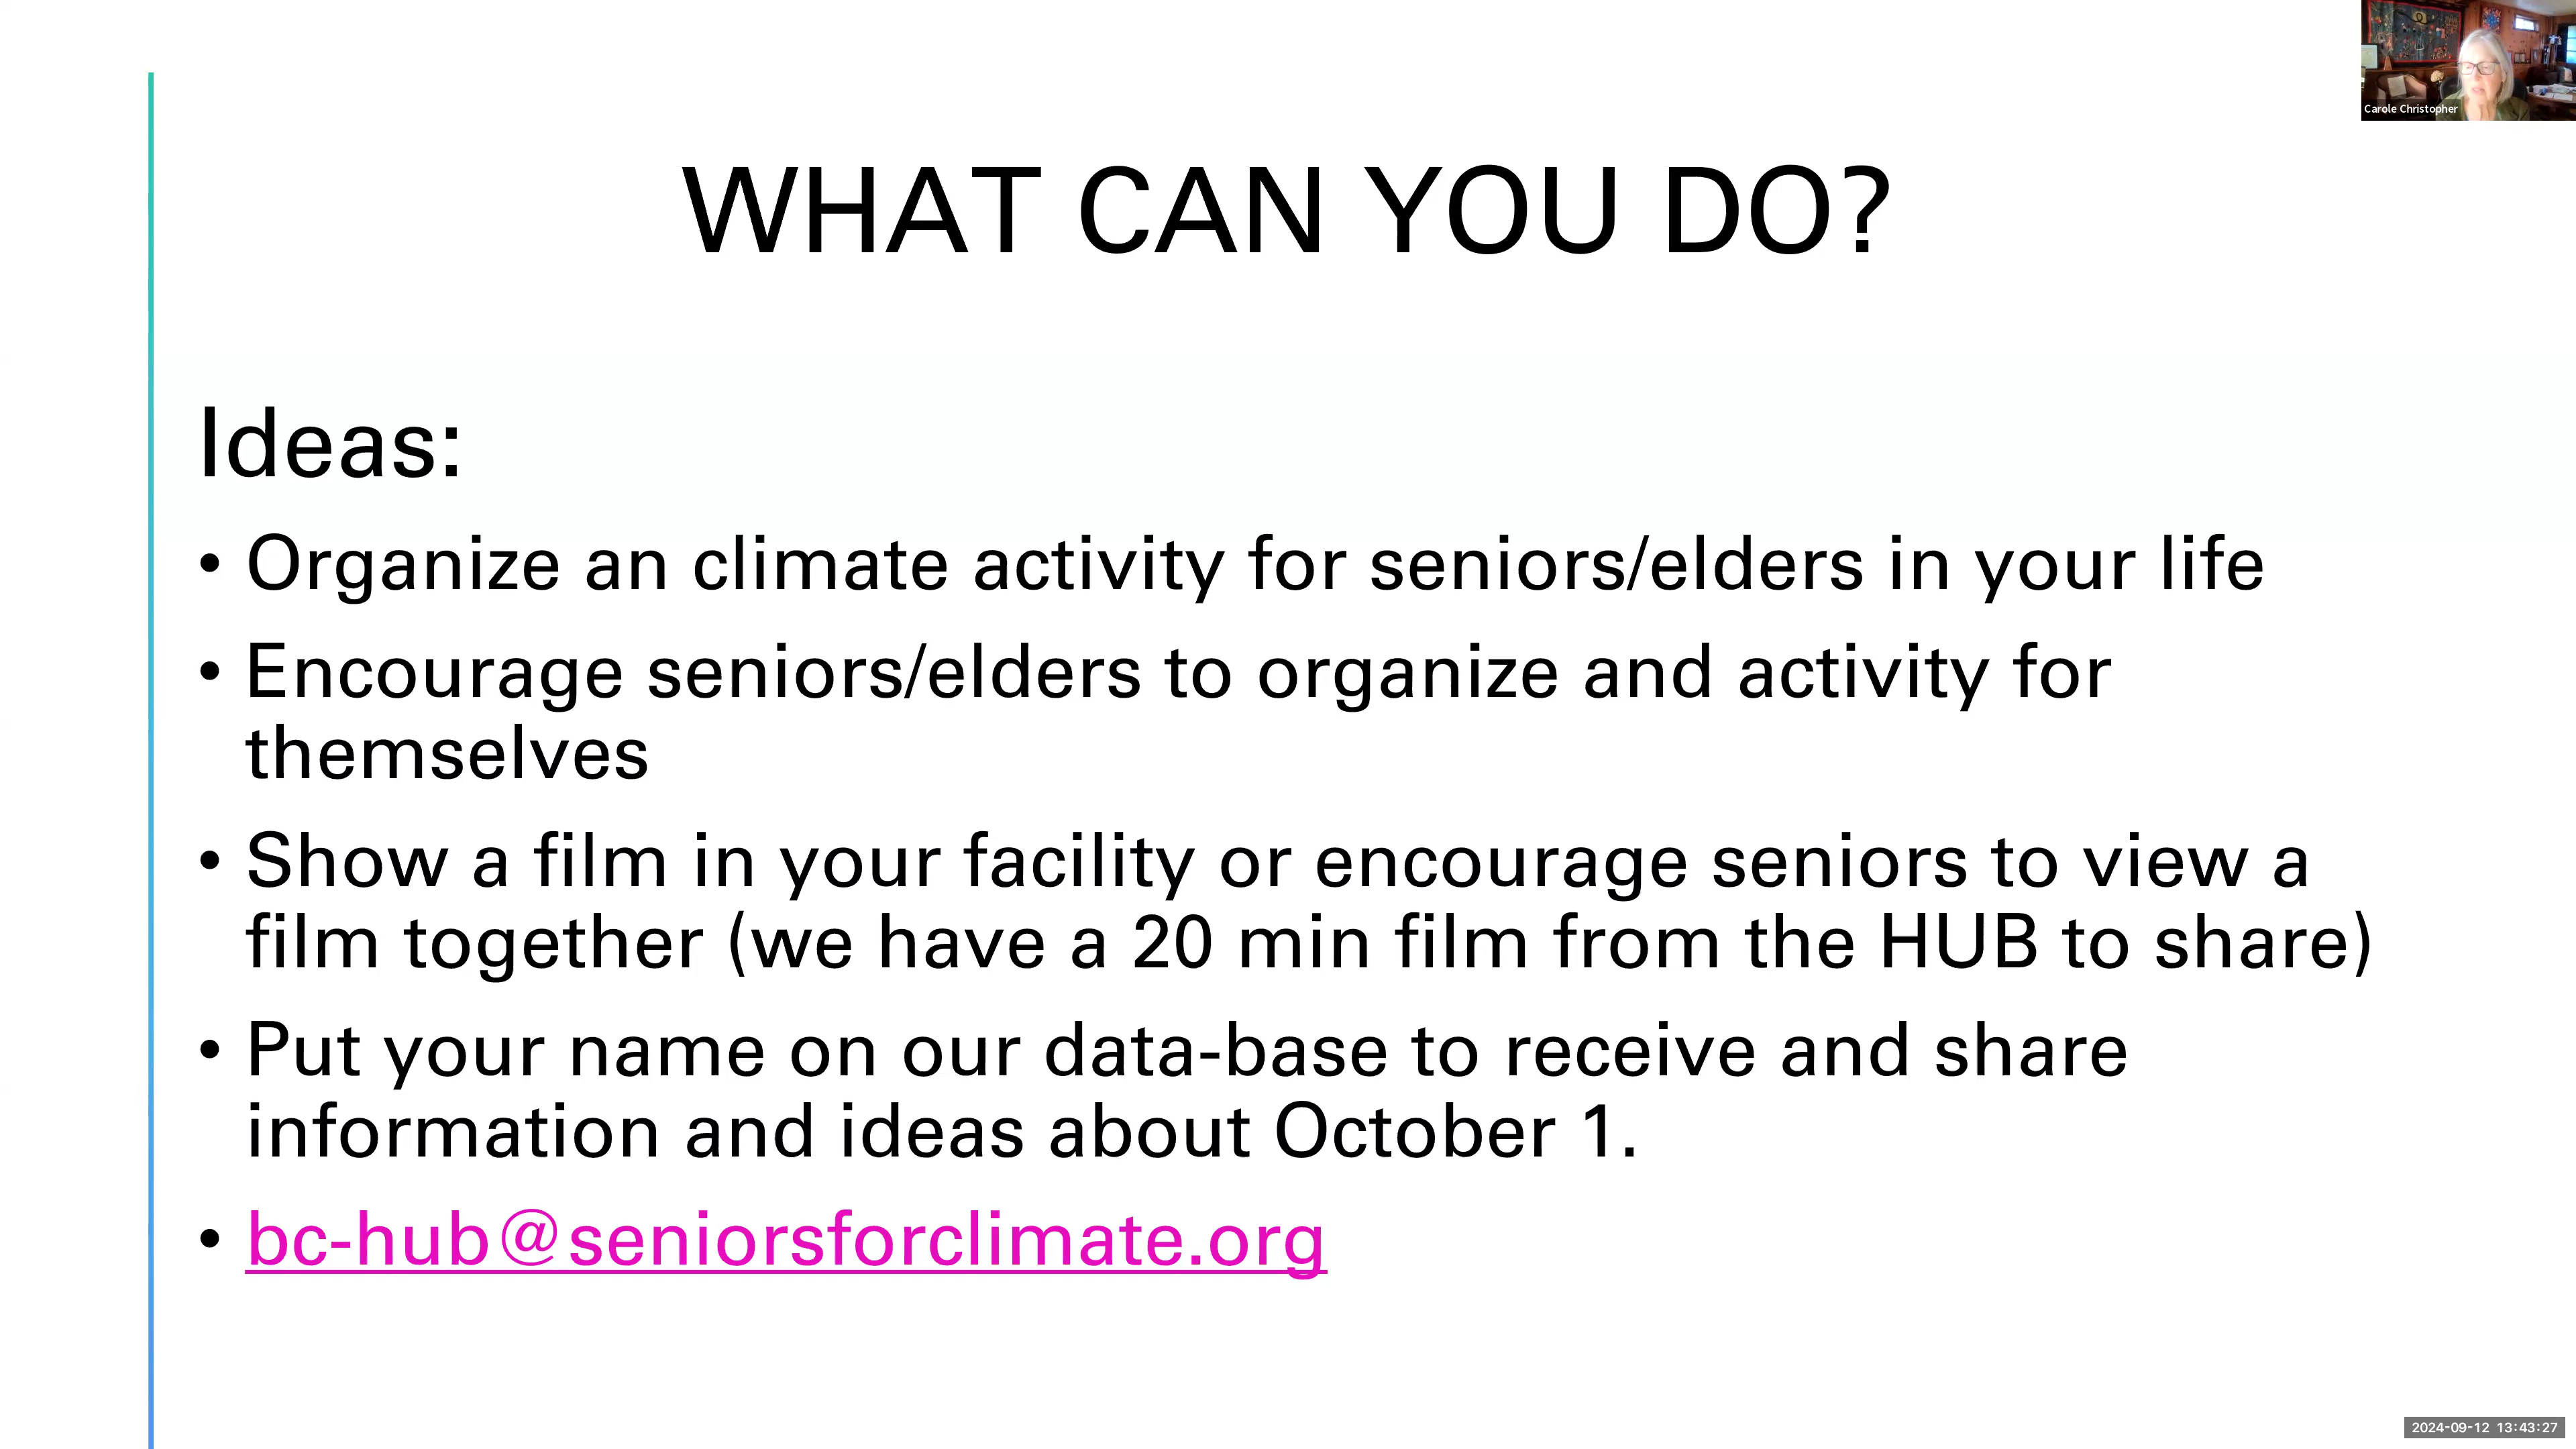 Carole Christopher
WHAT CAN YOU DO?
Ideas:
• Organize an climate activity for seniors/elders in your life
• Encourage seniors/elders to organize and activity for
themselves
• Show a film in your facility or encourage seniors to view a
film together (we have a 20 min film from the HUB to share)
• Put your name on our data-base to receive and share
information and ideas about October 1.
• bc-hub@seniorsforclimate.org
2024-09-12 13:43:27